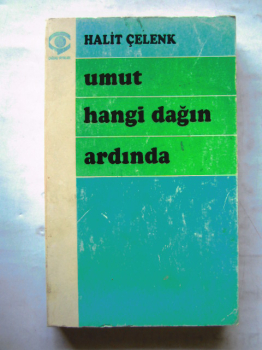 HALİT ÇELENK
umut
hangi dağın
ardında